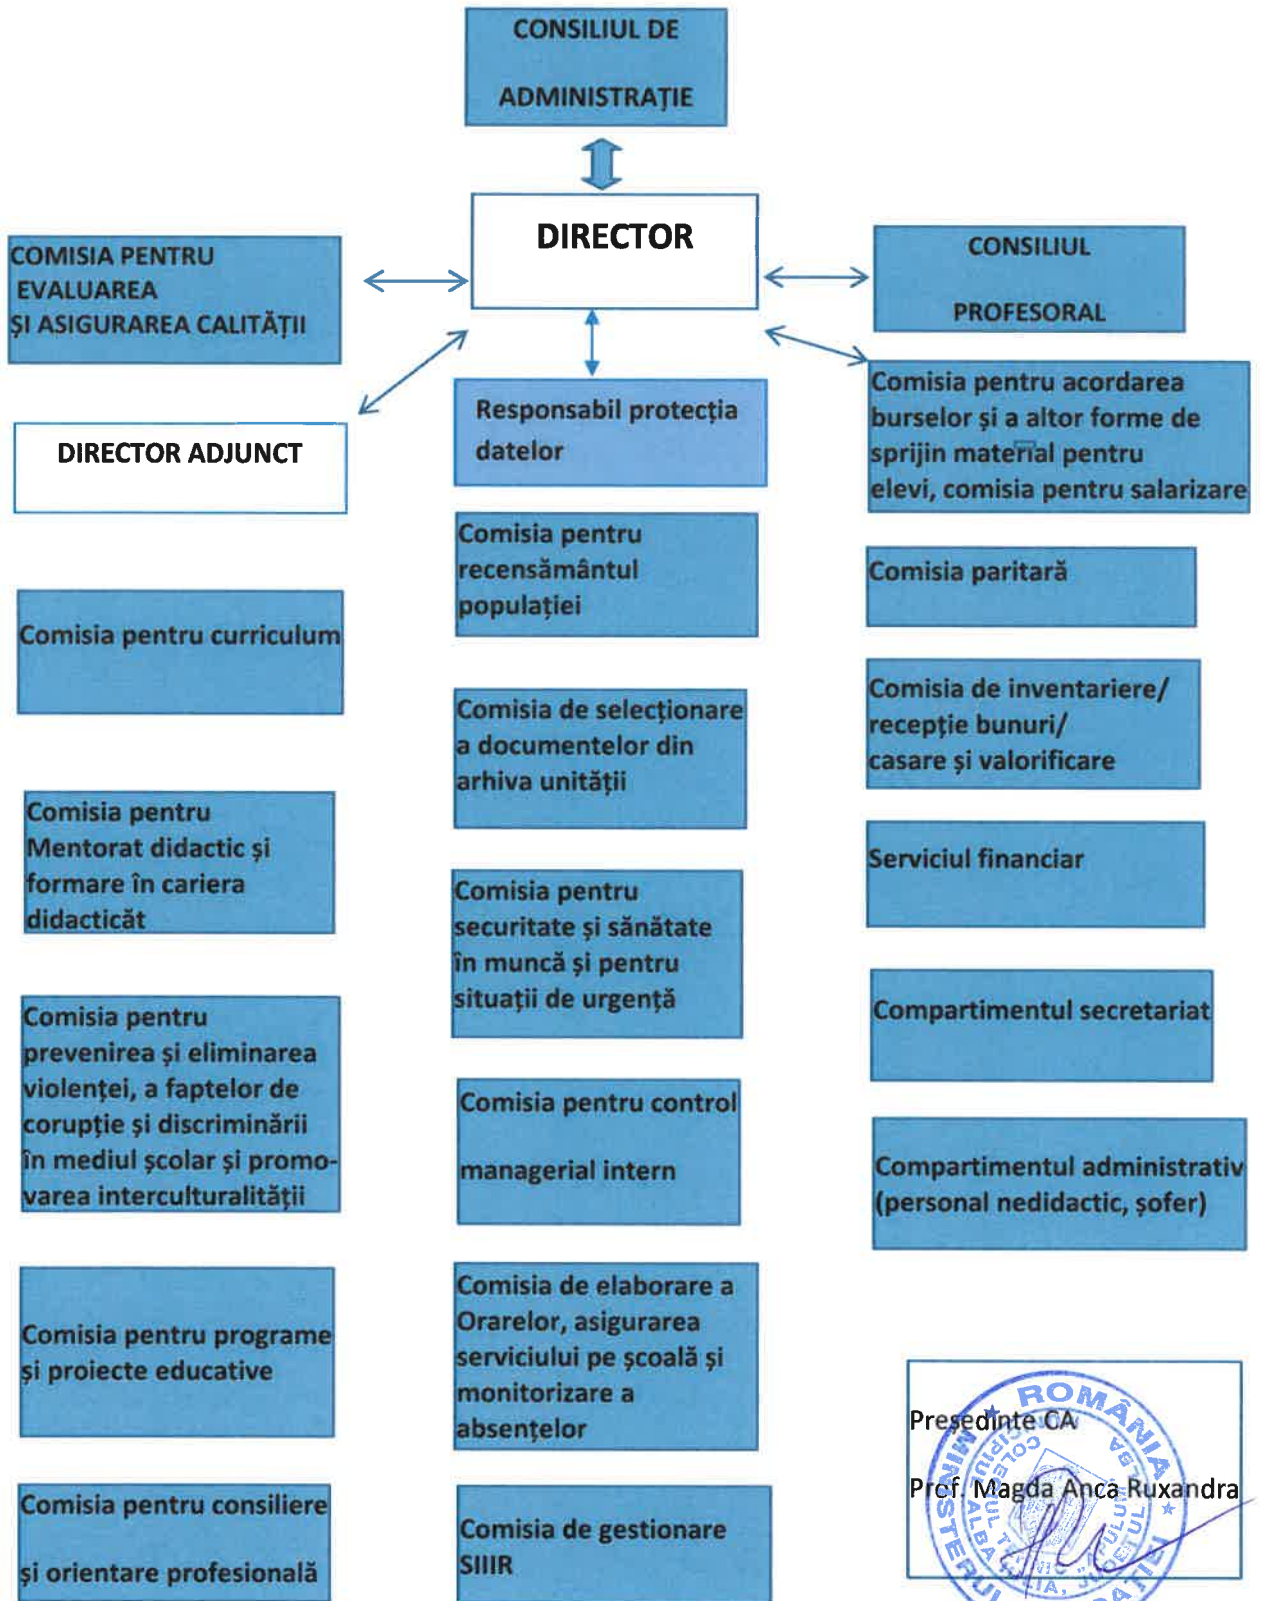 CONSILIUL DE
ADMINISTRAȚIE
DIRECTOR
COMISIA PENTRU
EVALUAREA
ȘI ASIGURAREA CALITĂȚII
CONSILIUL
PROFESORAL
DIRECTOR ADJUNCT
Responsabil protecția
datelor
Comisia pentru acordarea
burselor și a altor forme de
sprijin material pentru
elevi, comisia pentru salarizare
Comisia pentru curriculum
Comisia pentru
Mentorat didactic și
formare în cariera
didacticăt
Comisia pentru
prevenirea și eliminarea
violenței, a faptelor de
corupție și discriminării
în mediul școlar și promo-
varea interculturalității
Comisia pentru programe
și proiecte educative
Comisia pentru consiliere
și orientare profesională
Comisia pentru
recensământul
populației
Comisia de selecționare
a documentelor din
arhiva unității
Comisia pentru
securitate și sănătate
în muncă și pentru
situații de urgență
Comisia pentru control
managerial intern
Comisia de elaborare a
Orarelor, asigurarea
serviciului pe școală și
monitorizare a
absențelor
Comisia de gestionare
SIIIR
Comisia paritară
Comisia de inventariere/
recepție bunuri/
casare și valorificare
Serviciul financiar
Compartimentul secretariat
Compartimentul administrativ
(personal nedidactic, șofer)
Președinte CA
Prof. Magda Anca Ruxandra
ROMÂNIA